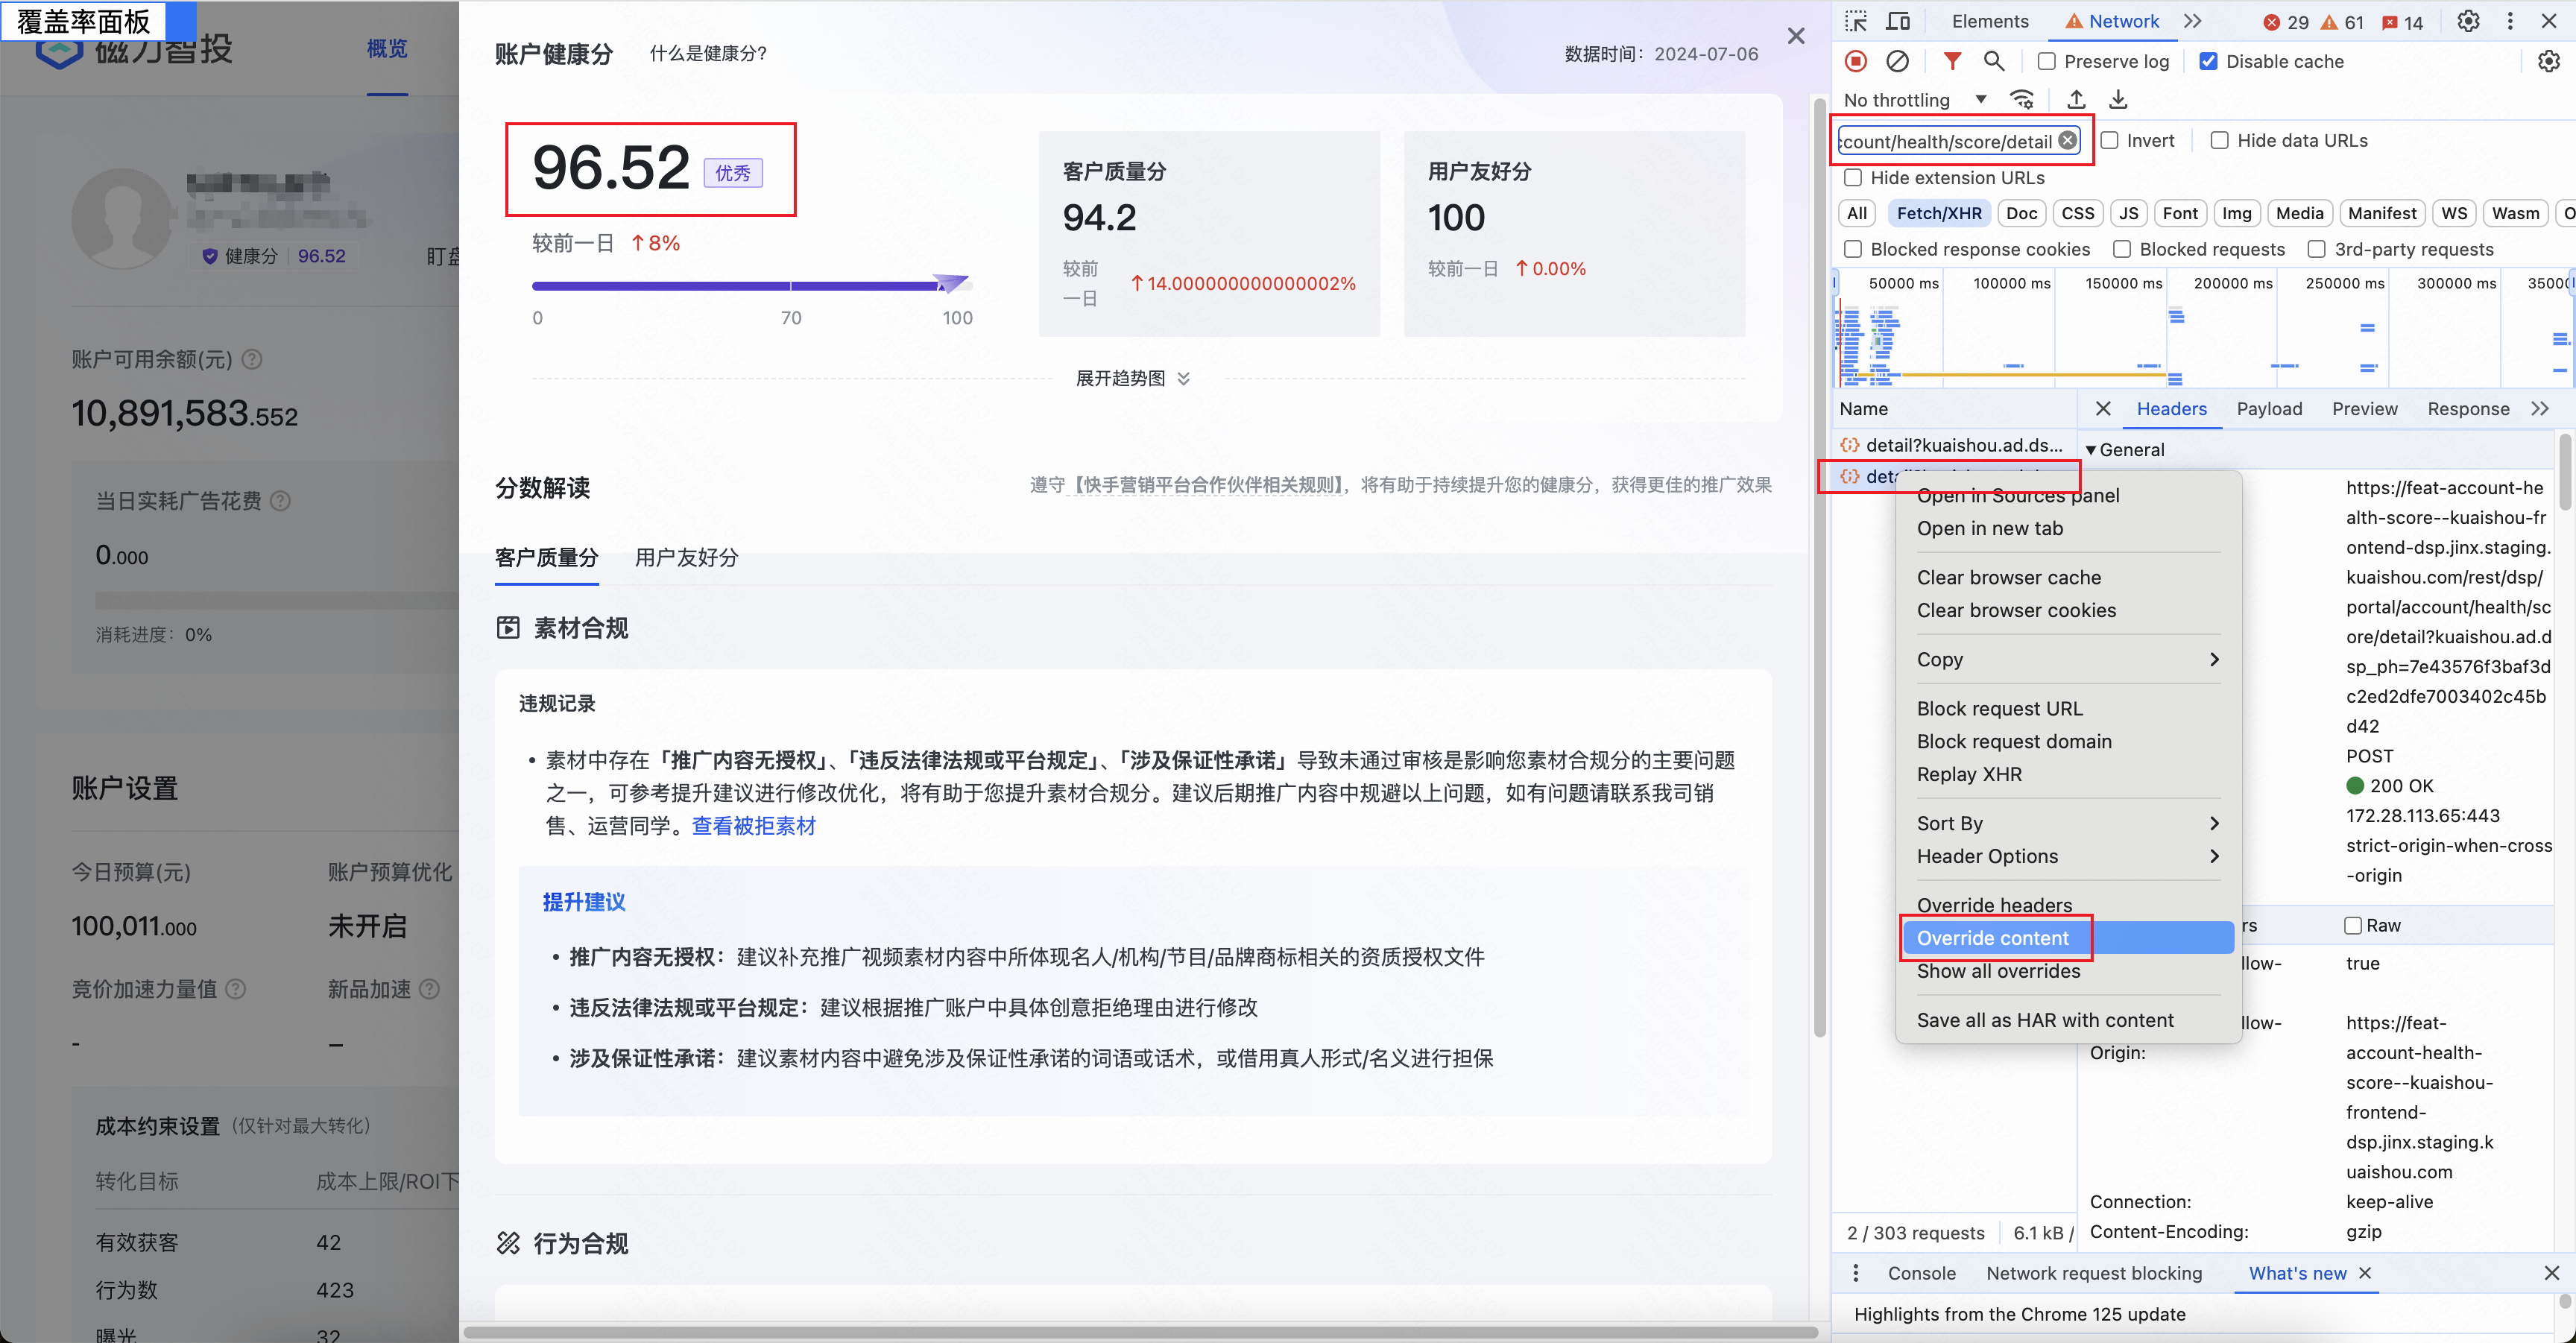 覆盖率面板
磁力智投
概览
健康分 96.52
盯盘
账户可用余额(元)
10,891,583.552
当日实耗广告花费
0.000
消耗进度: 0%
账户设置
今日预算(元) 账户预算优化
100,011.000 未开启
竞价加速力量值 新品加速
- –
成本约束设置 (仅针对最大转化)
转化目标 成本上限/ROI下
有效获客 42
行为数 423
曝光 32
账户健康分 什么是健康分?
数据时间: 2024-07-06
96.52 优秀
较前一日 ↑8%
0 70 100
客户质量分
94.2
较前一日 ↑14.000000000000002%
用户友好分
100
较前一日 ↑0.00%
展开趋势图
分数解读
遵守【快手营销平台合作伙伴相关规则】，将有助于持续提升您的健康分，获得更佳的推广效果
客户质量分 用户友好分
素材合规
违规记录
• 素材中存在「推广内容无授权」、「违反法律法规或平台规定」、「涉及保证性承诺」导致未通过审核是影响您素材合规分的主要问题
之一，可参考提升建议进行修改优化，将有助于您提升素材合规分。建议后期推广内容中规避以上问题，如有问题请联系我司销
售、运营同学。查看被拒素材
提升建议
• 推广内容无授权：建议补充推广视频素材内容中所体现名人/机构/节目/品牌商标相关的资质授权文件
• 违反法律法规或平台规定：建议根据推广账户中具体创意拒绝理由进行修改
• 涉及保证性承诺：建议素材内容中避免涉及保证性承诺的词语或话术，或借用真人形式/名义进行担保
行为合规
Elements Network 29 61 14
Preserve log Disable cache
No throttling
count/health/score/detail Invert Hide data URLs
Hide extension URLs
All Fetch/XHR Doc CSS JS Font Img Media Manifest WS Wasm O
Blocked response cookies Blocked requests 3rd-party requests
50000 ms 100000 ms 150000 ms 200000 ms 250000 ms 300000 ms 35000
Name
Headers Payload Preview Response
detail?kuaishou.ad.ds...
deta
General
Open in Sources panel
Open in new tab
Clear browser cache
Clear browser cookies
Copy
Block request URL
Block request domain
Replay XHR
Sort By
Header Options
Override headers
Override content
Show all overrides
Save all as HAR with content
https://feat-account-he
alth-score--kuaishou-fr
ontend-dsp.jinx.staging.
kuaishou.com/rest/dsp/
portal/account/health/sc
ore/detail?kuaishou.ad.d
sp_ph=7e43576f3baf3d
c2ed2dfe7003402c45b
d42
POST
200 OK
172.28.113.65:443
strict-origin-when-cross
-origin
rs Raw
llow- true
llow- https://feat-
Origin: account-health-
score--kuaishou-
frontend-
dsp.jinx.staging.k
uaishou.com
Connection: keep-alive
Content-Encoding: gzip
2 / 303 requests 6.1 kB /
Console Network request blocking What's new
Highlights from the Chrome 125 update